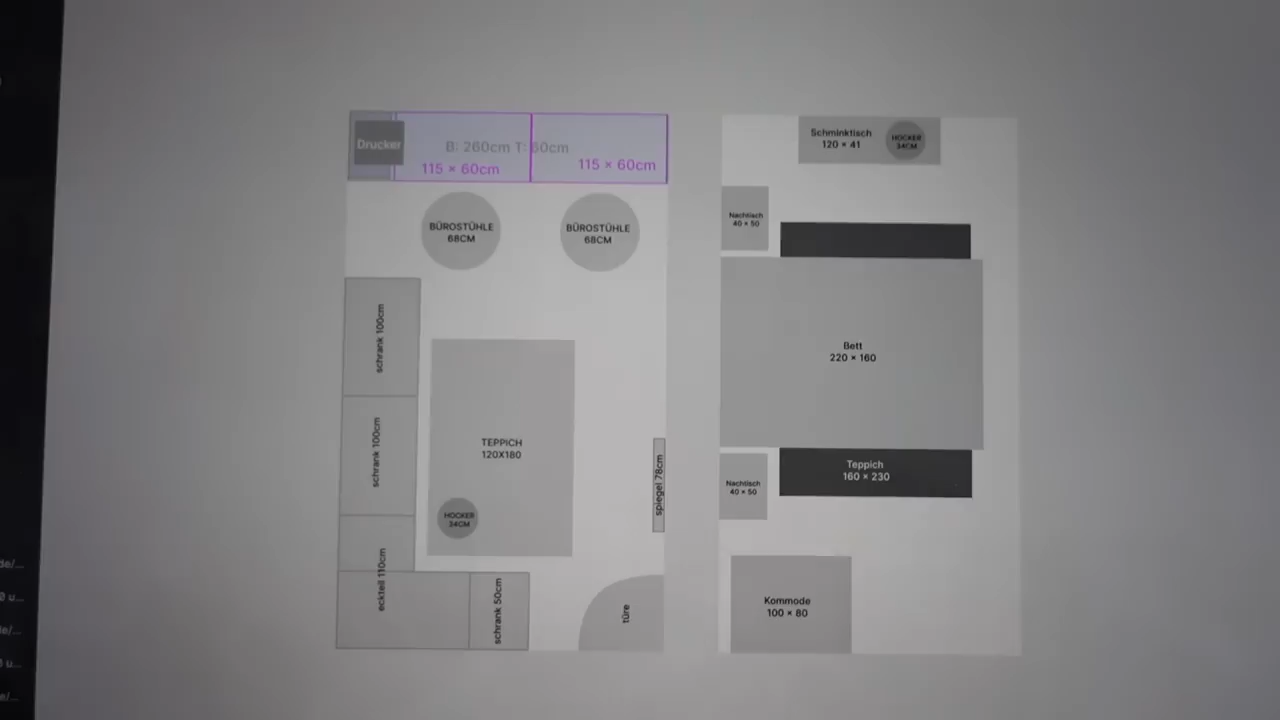 Drucker
B: 260cm T: 60cm
115 × 60cm
115 × 60cm
BÜROSTÜHLE
68CM
BÜROSTÜHLE
68CM
schrank 100cm
schrank 100cm
TEPPICH
120X180
HOCKER
34CM
spiegel 78cm
eckteil 110cm
schrank 50cm
türe
Schminktisch
120 × 41
HOCKER
34CM
Nachtisch
40 × 50
Bett
220 × 160
Teppich
160 × 230
Nachtisch
40 × 50
Kommode
100 × 80
de/...
u...
le/...
u...
e/...